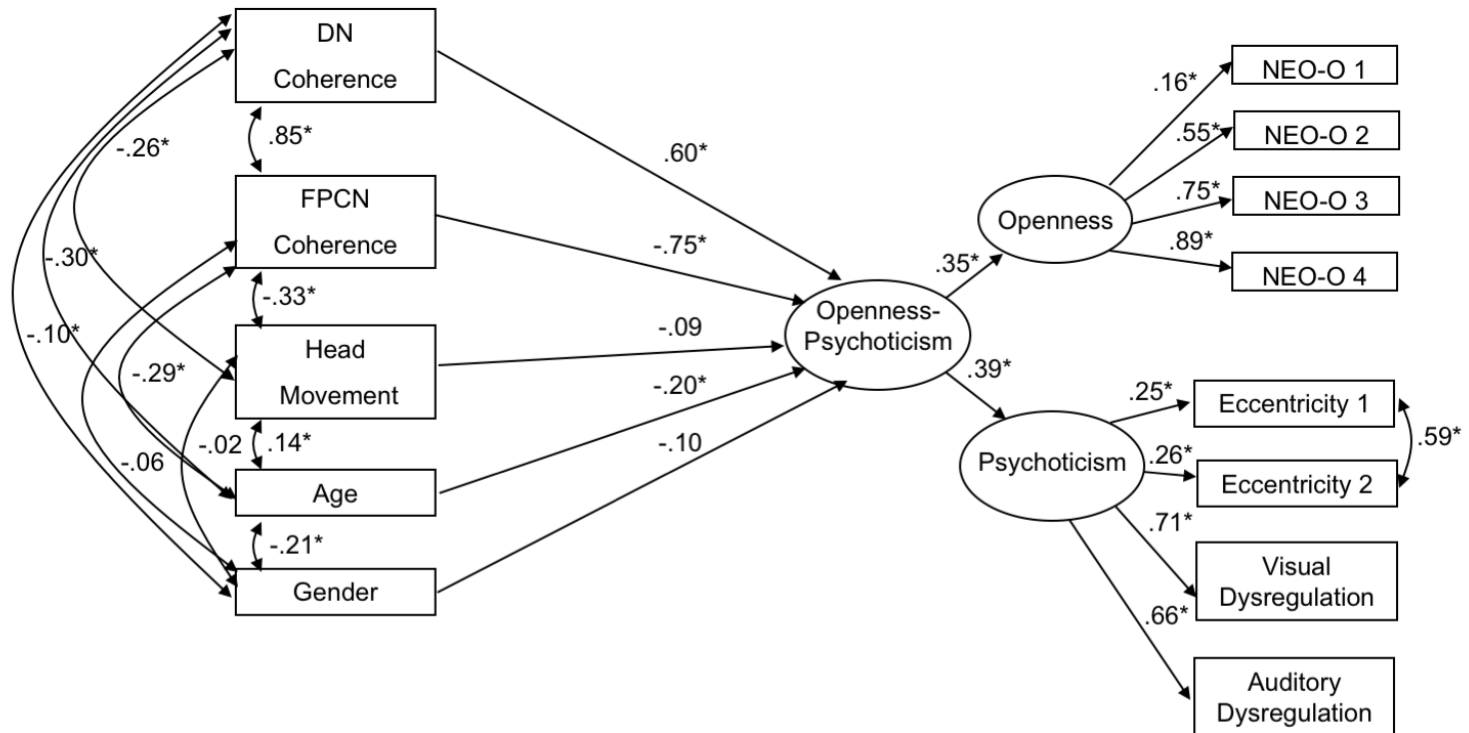 DN
Coherence
.85*
FPCN
Coherence
-.33*
Head
Movement
.14*
Age
-.21*
Gender
-.26*
-.30*
-.10*
-.29*
-.06
-.02
.60*
-.75*
-.09
-.20*
-.10
Openness-
Psychoticism
.35*
.39*
Openness
.16*
.55*
.75*
.89*
NEO-O 1
NEO-O 2
NEO-O 3
NEO-O 4
Psychoticism
.25*
.26*
.71*
.66*
Eccentricity 1
Eccentricity 2
.59*
Visual
Dysregulation
Auditory
Dysregulation